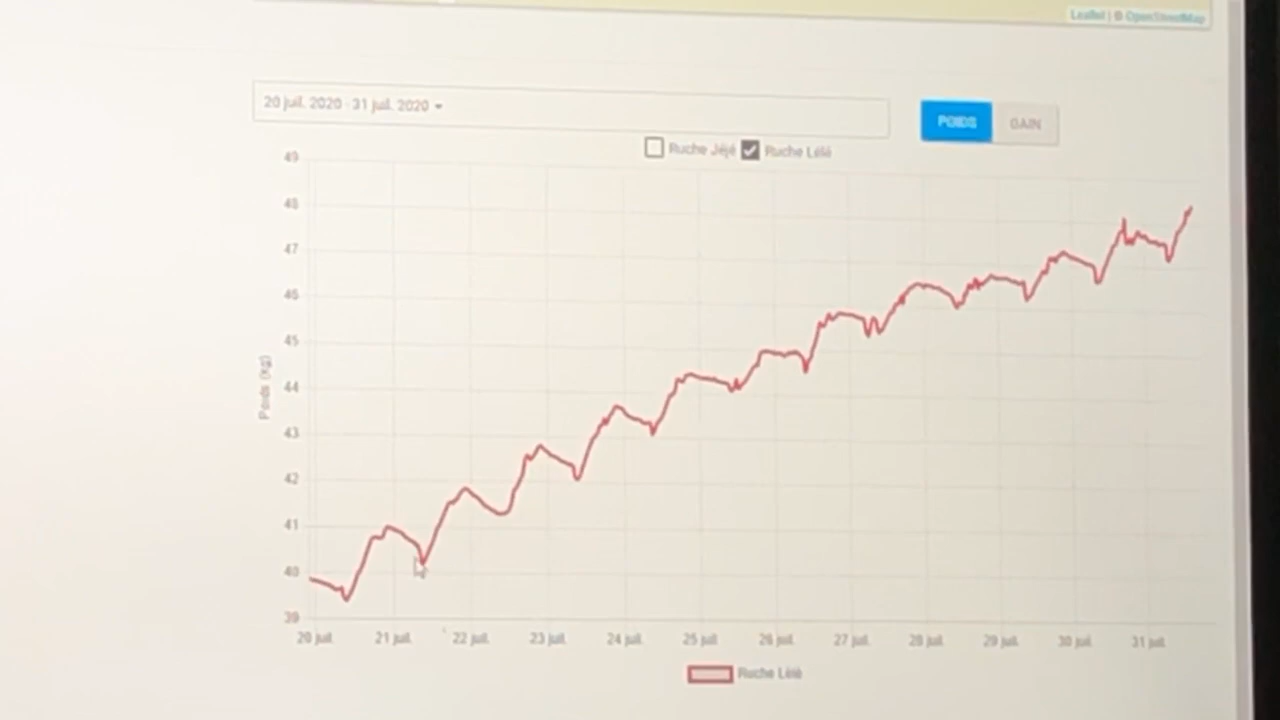 Leaflet | © OpenStreetMap
20 juil. 2020 - 31 juil. 2020
POIDS
GAIN
Ruche Jéjé
Ruche Lélé
49
48
47
46
45
44
43
42
41
40
39
Poids (kg)
20 juil.
21 juil.
22 juil.
23 juil.
24 juil.
25 juil.
26 juil.
27 juil.
28 juil.
29 juil.
30 juil.
31 juil.
Ruche Lélé